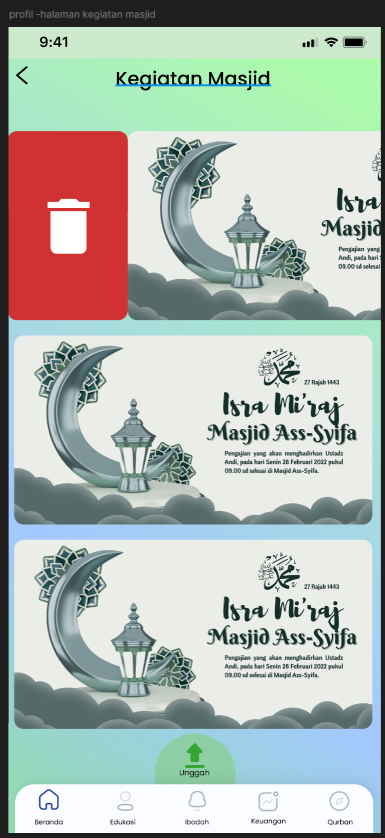 profil -halaman kegiatan masjid
9:41
Kegiatan Masjid
Isra
Masjid
Pengajian yang
Andi, pada hari
09.00 sd selesai
محمد
27 Rajab 1443
Isra Mi'raj
Masjid Ass-Syifa
Pengajian yang akan menghadirkan Ustadz
Andi, pada hari Senin 28 Februari 2022 pukul
09.00 sd selesai di Masjid Ass-Syifa.
محمد
27 Rajab 1443
Isra Mi'raj
Masjid Ass-Syifa
Pengajian yang akan menghadirkan Ustadz
Andi, pada hari Senin 28 Februari 2022 pukul
09.00 sd selesai di Masjid Ass-Syifa.
Unggah
Beranda Edukasi Ibadah Keuangan Qurban